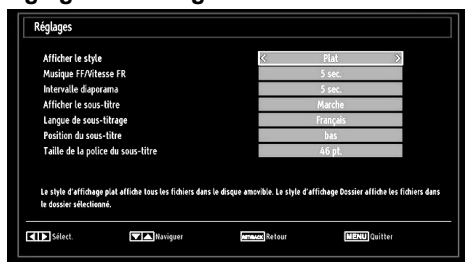 Réglages
Afficher le style < Plat >
Musique FF/Vitesse FR 5 sec.
Intervalle diaporama 5 sec.
Afficher le sous-titre Marche
Langue de sous-titrage Français
Position du sous-titre bas
Taille de la police du sous-titre 46 pt.
Le style d'affichage plat affiche tous les fichiers dans le disque amovible. Le style d'affichage Dossier affiche les fichiers dans
le dossier sélectionné.
Sélect. Naviguer Retour MENU Quitter